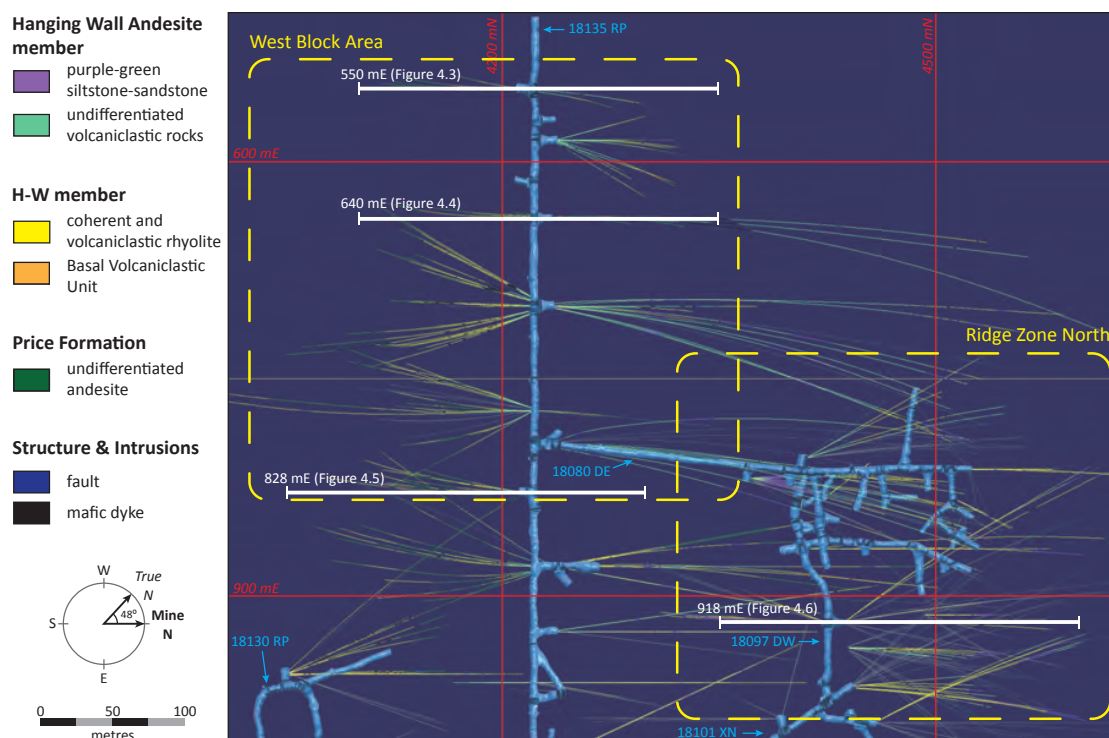 Hanging Wall Andesite
member
purple-green
siltstone-sandstone
undifferentiated
volcaniclastic rocks
H-W member
coherent and
volcaniclastic rhyolite
Basal Volcaniclastic
Unit
Price Formation
undifferentiated
andesite
Structure & Intrusions
fault
mafic dyke
W
True
N
48°
Mine
N
S
E
0 50 100
metres
West Block Area
4200 mN
18135 RP
4500 mN
550 mE (Figure 4.3)
600 mE
640 mE (Figure 4.4)
Ridge Zone North
18080 DE
828 mE (Figure 4.5)
900 mE
918 mE (Figure 4.6)
18097 DW
18130 RP
18101 XN